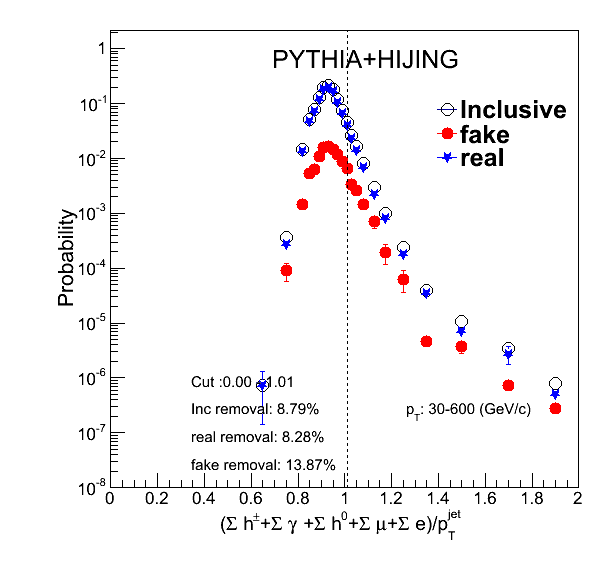 PYTHIA+HIJING
Inclusive
fake
real
Probability
1
10⁻¹
10⁻²
10⁻³
10⁻⁴
10⁻⁵
10⁻⁶
10⁻⁷
10⁻⁸
Cut :0.00 1.01
Inc removal: 8.79%
real removal: 8.28%
fake removal: 13.87%
p_T: 30-600 (GeV/c)
0 0.2 0.4 0.6 0.8 1 1.2 1.4 1.6 1.8 2
(Σ h^±+Σ γ +Σ h^0+Σ μ+Σ e)/p_T^jet